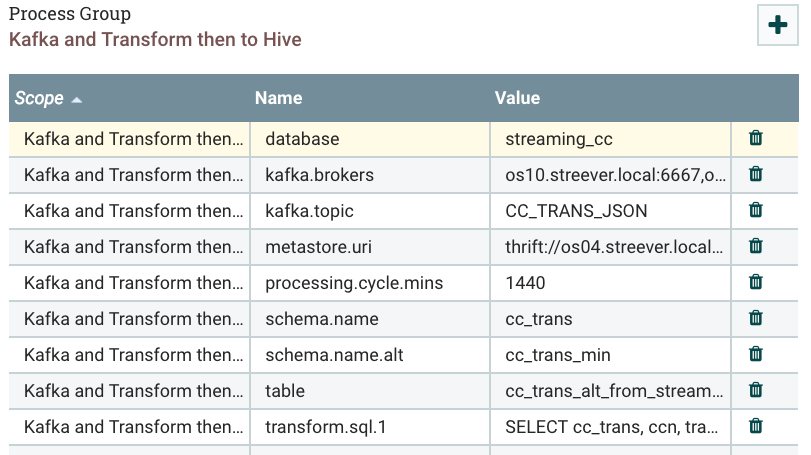 Process Group
Kafka and Transform then to Hive
Scope Name Value
Kafka and Transform then... database streaming_cc
Kafka and Transform then... kafka.brokers os10.streever.local:6667,o...
Kafka and Transform then... kafka.topic CC_TRANS_JSON
Kafka and Transform then... metastore.uri thrift://os04.streever.local...
Kafka and Transform then... processing.cycle.mins 1440
Kafka and Transform then... schema.name cc_trans
Kafka and Transform then... schema.name.alt cc_trans_min
Kafka and Transform then... table cc_trans_alt_from_stream...
Kafka and Transform then... transform.sql.1 SELECT cc_trans, ccn, tra...